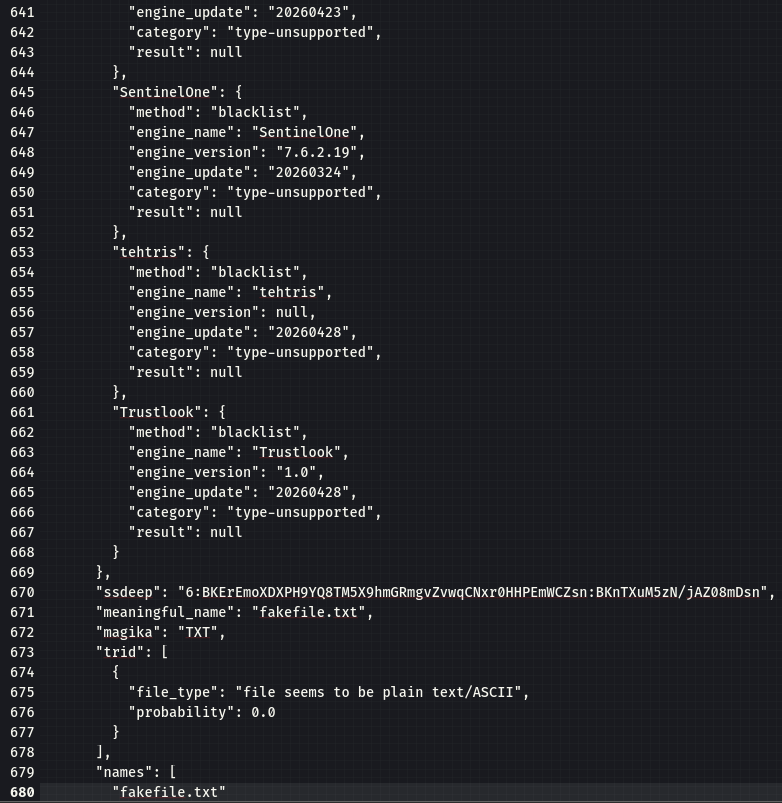 641 "engine_update": "20260423",
642 "category": "type-unsupported",
643 "result": null
644 },
645 "SentinelOne": {
646 "method": "blacklist",
647 "engine_name": "SentinelOne",
648 "engine_version": "7.6.2.19",
649 "engine_update": "20260324",
650 "category": "type-unsupported",
651 "result": null
652 },
653 "tehtris": {
654 "method": "blacklist",
655 "engine_name": "tehtris",
656 "engine_version": null,
657 "engine_update": "20260428",
658 "category": "type-unsupported",
659 "result": null
660 },
661 "Trustlook": {
662 "method": "blacklist",
663 "engine_name": "Trustlook",
664 "engine_version": "1.0",
665 "engine_update": "20260428",
666 "category": "type-unsupported",
667 "result": null
668 }
669 },
670 "ssdeep": "6:BKErEmoXDXPH9YQ8TM5X9hmGRmgvZvwqCNxr0HHPEmWCZsn:BKnTXuM5zN/jAZ08mDsn",
671 "meaningful_name": "fakefile.txt",
672 "magika": "TXT",
673 "trid": [
674 {
675 "file_type": "file seems to be plain text/ASCII",
676 "probability": 0.0
677 }
678 ],
679 "names": [
680 "fakefile.txt"